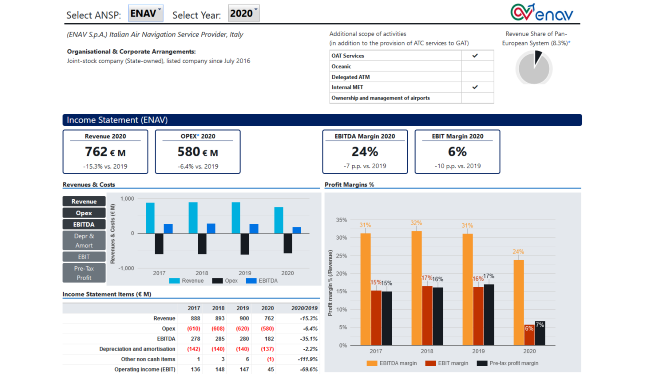 Select ANSP: ENAV Select Year: 2020
enav
(ENAV S.p.A.) Italian Air Navigation Service Provider, Italy
Organisational & Corporate Arrangements:
Joint-stock company (State-owned), listed company since July 2016
Additional scope of activities
(in addition to the provision of ATC services to GAT)
OAT Services ✓
Oceanic
Delegated ATM
Internal MET ✓
Ownership and management of airports
Revenue Share of Pan-
European System (8.3%)*
Income Statement (ENAV)
Revenue 2020
762 € M
-15.3% vs. 2019
OPEX* 2020
580 € M
-6.4% vs. 2019
EBITDA Margin 2020
24%
-7 p.p. vs. 2019
EBIT Margin 2020
6%
-10 p.p. vs. 2019
Revenues & Costs
Revenue
Opex
EBITDA
Depr &
Amort
EBIT
Pre-Tax
Profit
Revenues & Costs (€ M)
1,000
0
-1,000
2017 2018 2019 2020
Revenue Opex EBITDA
Profit Margins %
Profit margin % (Revenue)
35%
30%
25%
20%
15%
10%
5%
0%
31% 32% 31% 24%
15% 15% 17% 16% 16% 17% 6% 7%
2017 2018 2019 2020
EBITDA margin EBIT margin Pre-tax profit margin
Income Statement Items (€ M)
2017 2018 2019 2020 2020/2019
Revenue 888 893 900 762 -15.3%
Opex (610) (608) (620) (580) -6.4%
EBITDA 278 285 280 182 -35.1%
Depreciation and amortisation (142) (140) (140) (137) -2.2%
Other non cash items 1 3 6 (1) -111.9%
Operating income (EBIT) 136 148 147 45 -69.6%